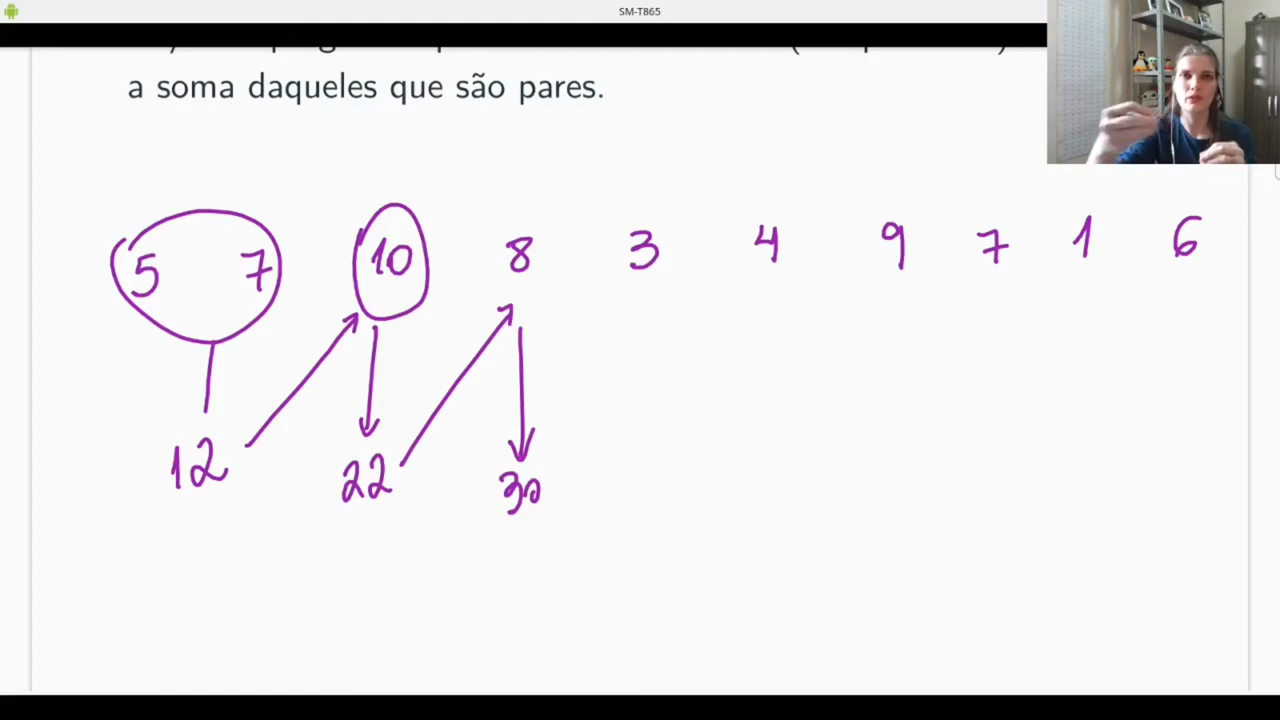 SM-T865
a soma daqueles que são pares.
5 7 10 8 3 4 9 7 1 6
12 22 30